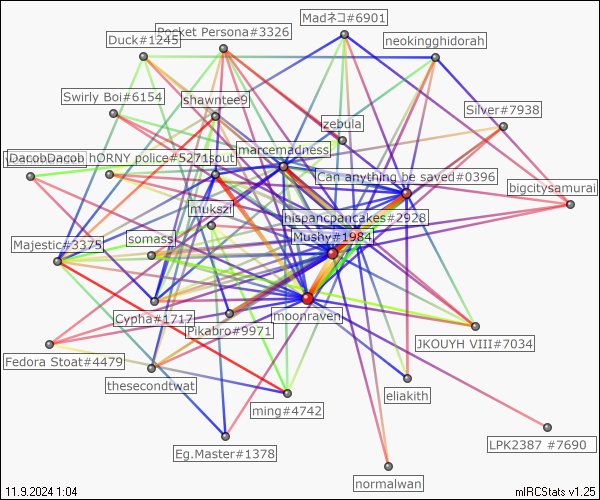 Madネコ#6901
Pocket Persona#3326
Duck#1245
neokingghidorah
Swirly Boi#6154
shawntee9
Silver#7938
zebula
marcemadness
DacobDacob
hORNY police#5271
sout
Can anything be saved#0396
bigcitysamurai
mukszi
hispancpancakes#2928
Majestic#3375
somass
Mushy#1984
Cypha#1717
moonraven
Pikabro#9971
JKOUYH VIII#7034
Fedora Stoat#4479
thesecondtwat
eliakith
ming#4742
Eg.Master#1378
LPK2387 #7690
normalwan
11.9.2024 1:04
mIRCStats v1.25